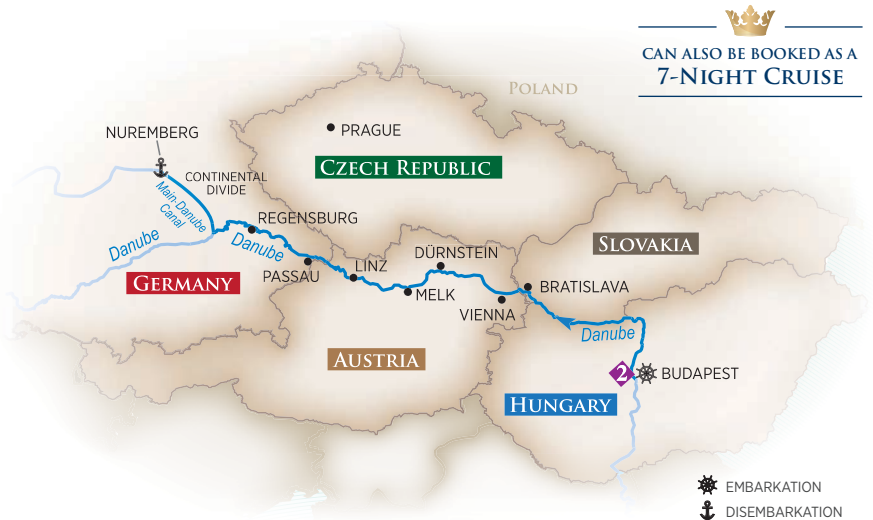 CAN ALSO BE BOOKED AS A
7-NIGHT CRUISE
POLAND
NUREMBERG
PRAGUE
CZECH REPUBLIC
CONTINENTAL
DIVIDE
Main-Danube
Canal
REGENSBURG
Danube
Danube
SLOVAKIA
DÜRNSTEIN
LINZ
PASSAU
GERMANY
MELK
BRATISLAVA
VIENNA
Danube
AUSTRIA
2
BUDAPEST
HUNGARY
EMBARKATION
DISEMBARKATION